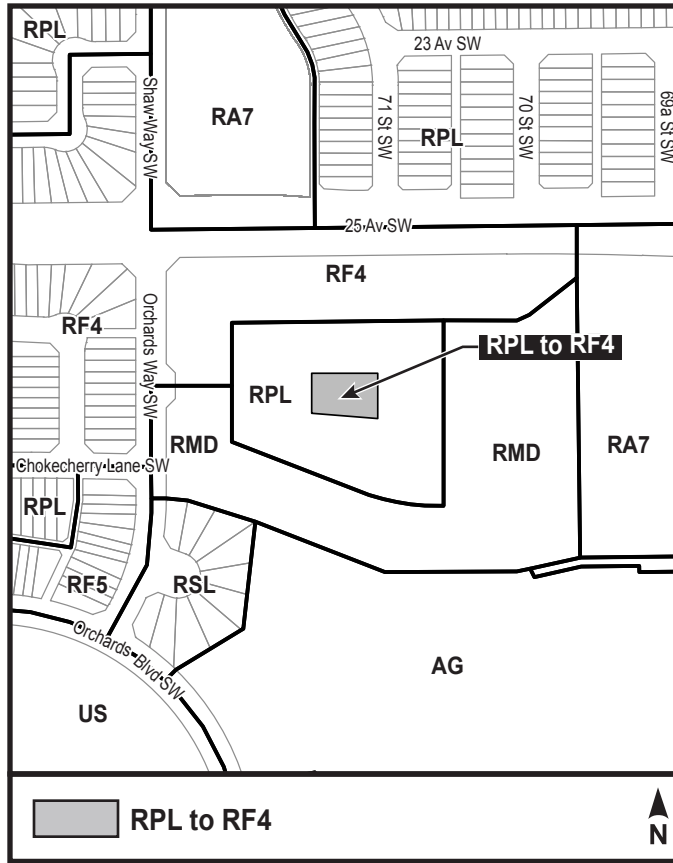 RPL
23 Av SW
Shaw Way SW
RA7
71 St SW
RPL
70 St SW
69a St SW
25 Av SW
RF4
RF4
Orchards Way SW
RPL to RF4
RPL
RMD
RMD
RA7
Chokecherry Lane SW
RPL
RF5
RSL
Orchards Blvd SW
AG
US
RPL to RF4
N